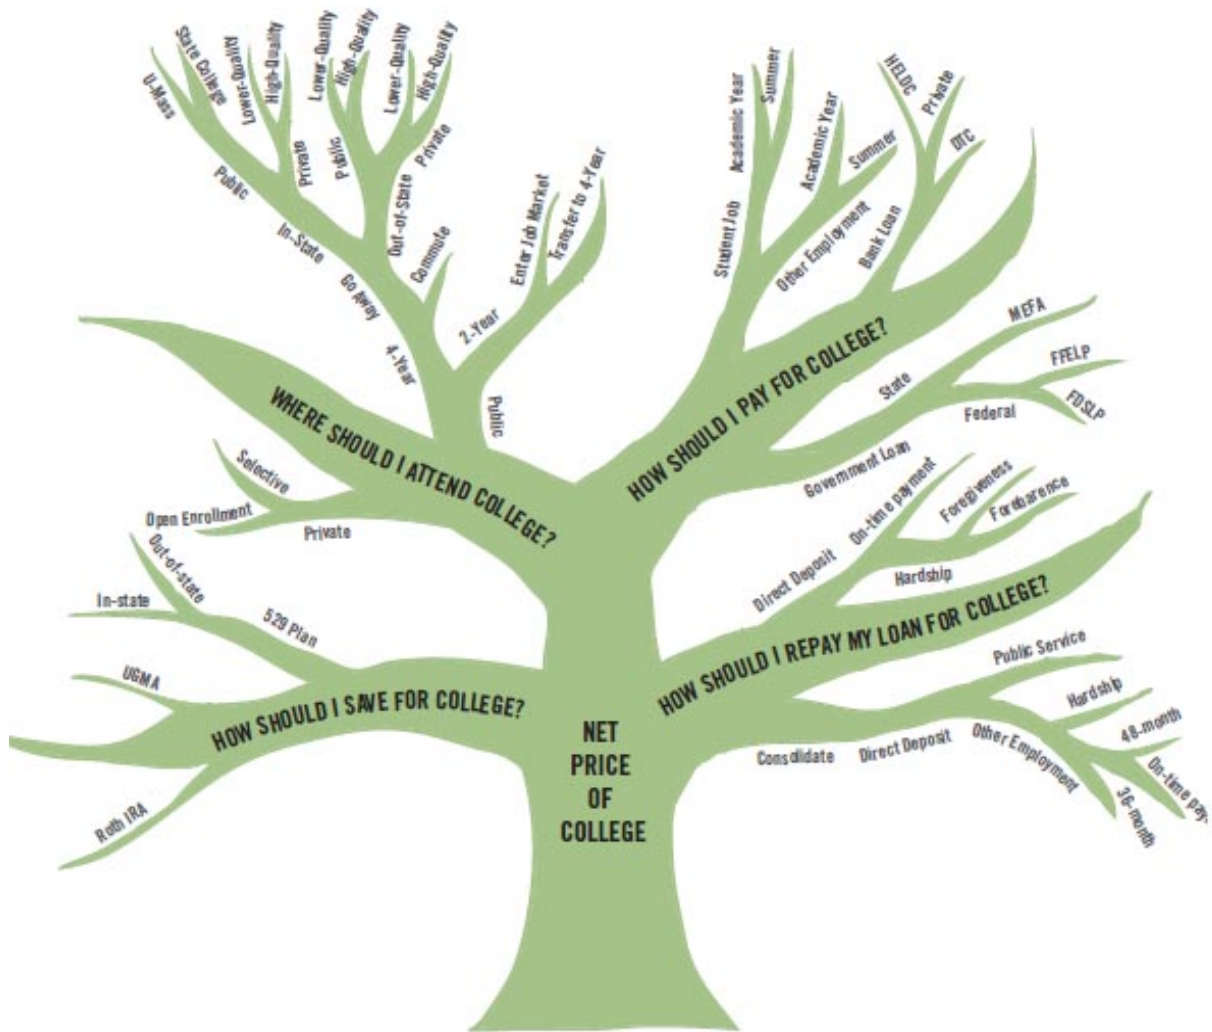 U-Mass
State College
Lower-Quality
High-Quality
Lower-Quality
High-Quality
Lower-Quality
High-Quality
Public
Private
Public
Private
In-State
Out-of-State
Go Away
Commute
4-Year
2-Year
Enter Job Market
Transfer to 4-Year
Public
WHERE SHOULD I ATTEND COLLEGE?
Selective
Open Enrollment
Private
Out-of-state
In-state
529 Plan
UGMA
HOW SHOULD I SAVE FOR COLLEGE?
Roth IRA
Academic Year
Summer
Student Job
Academic Year
Summer
Other Employment
HELDC
Private
DTC
Bank Loan
HOW SHOULD I PAY FOR COLLEGE?
MEFA
State
FFELP
Federal
FDSLP
Government Loan
On-time payment
Foregiveness
Forebarence
Direct Deposit
Hardship
HOW SHOULD I REPAY MY LOAN FOR COLLEGE?
Public Service
Hardship
48-month
On-time pay-
36-month
Consolidate
Direct Deposit
Other Employment
NET
PRICE
OF
COLLEGE